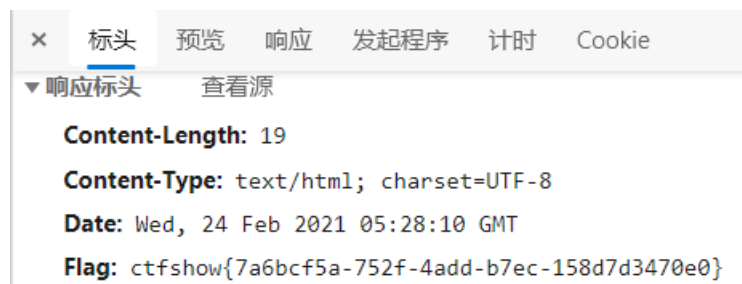 × 标头 预览 响应 发起程序 计时 Cookie
▼响应标头 查看源
Content-Length: 19
Content-Type: text/html; charset=UTF-8
Date: Wed, 24 Feb 2021 05:28:10 GMT
Flag: ctfshow{7a6bcf5a-752f-4add-b7ec-158d7d3470e0}